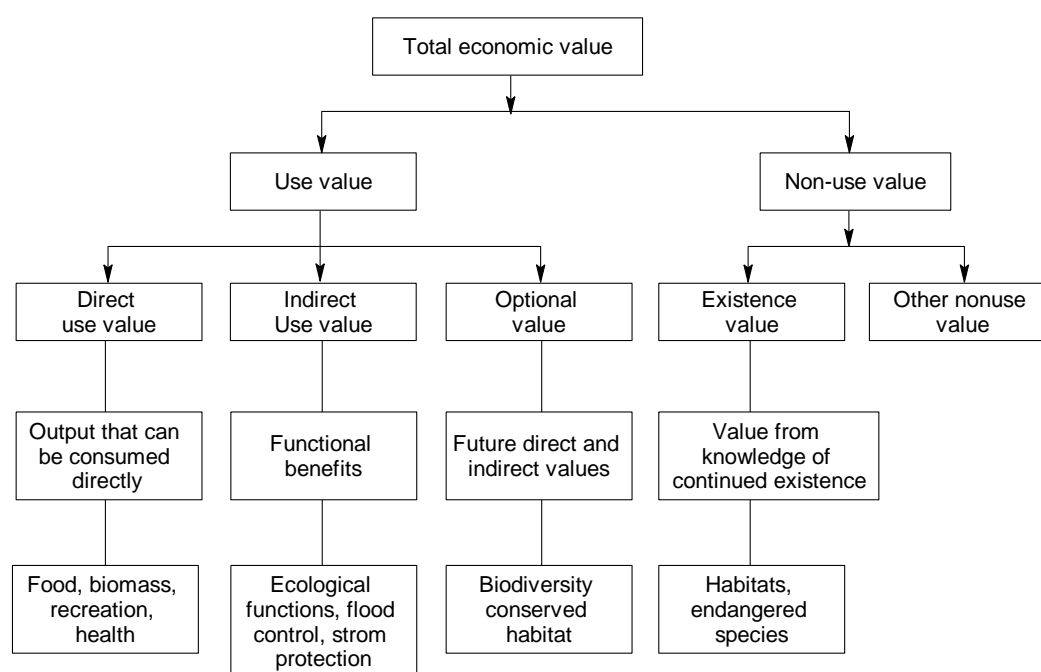 Total economic value
Use value
Non-use value
Direct
use value
Indirect
Use value
Optional
value
Existence
value
Other nonuse
value
Output that can
be consumed
directly
Functional
benefits
Future direct and
indirect values
Value from
knowledge of
continued existence
Food, biomass,
recreation,
health
Ecological
functions, flood
control, strom
protection
Biodiversity
conserved
habitat
Habitats,
endangered
species